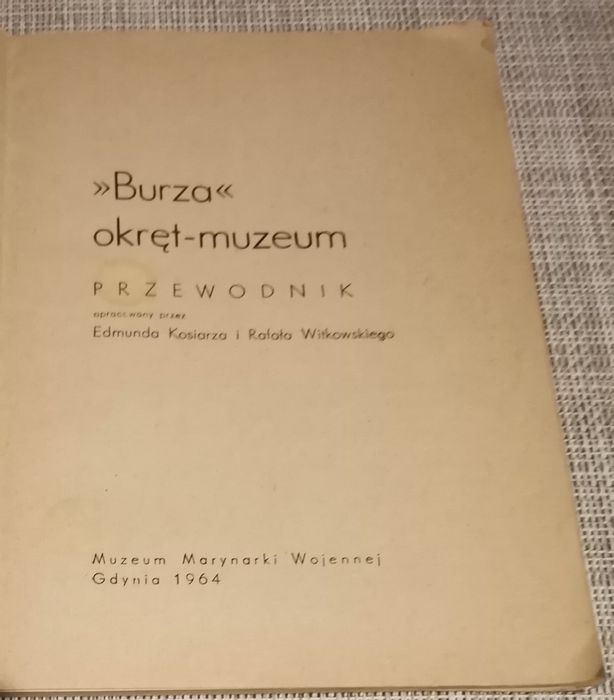 »Burza«
okręt-muzeum
PRZEWODNIK
opracowany przez
Edmunda Kosiarza i Rafała Witkowskiego
Muzeum Marynarki Wojennej
Gdynia 1964